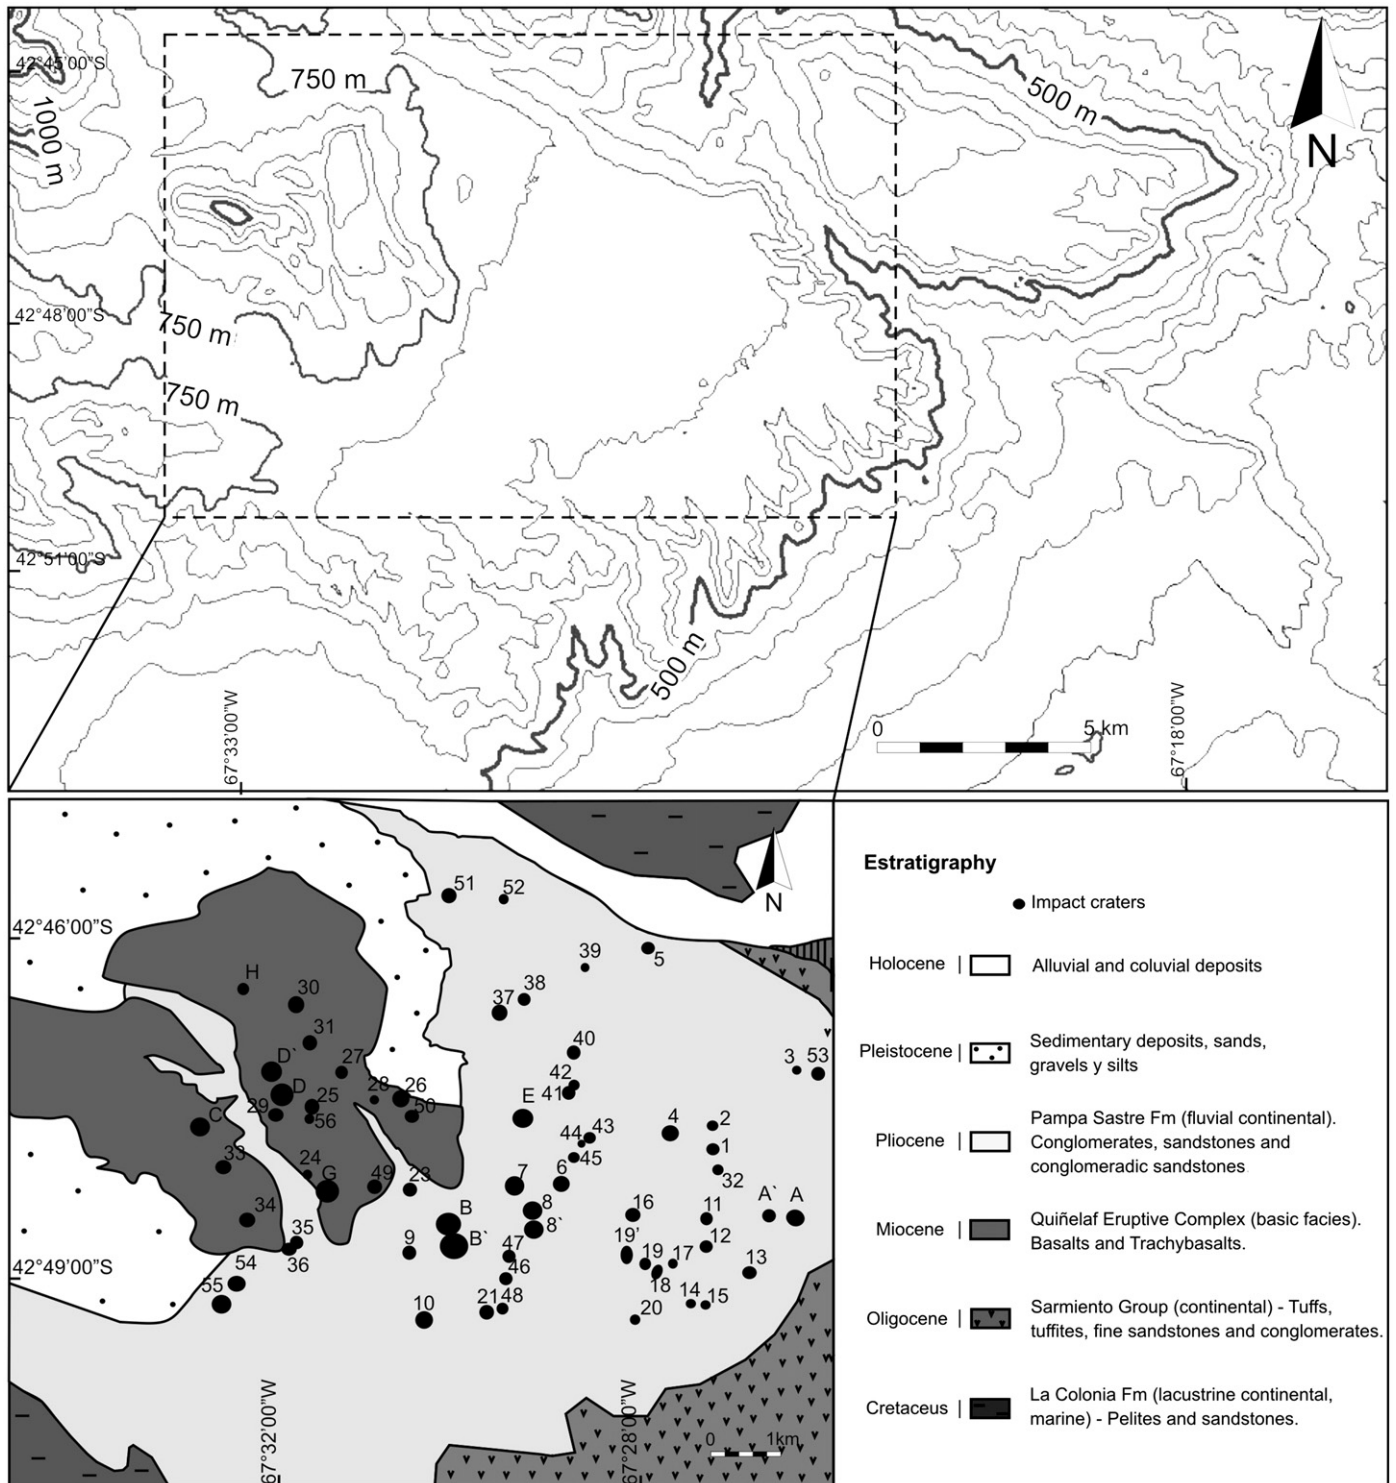 42°45'00"S
750 m
500 m
1000 m
N
42°48'00"S
750 m
750 m
42°51'00"S
500 m
67°33'00"W
67°18'00"W
0
5 km
N
51
52
42°46'00"S
39
5
H
30
38
37
31
40
3
53
D`
27
42
D
28
26
41
E
25
29
50
56
C
44
43
4
2
45
1
33
24
G
49
23
7
6
32
34
B
8
16
11
A`
A
35
9
B`
8`
19'
12
36
47
19
17
13
42°49'00"S
54
46
18
55
10
21
48
14
15
20
67°32'00"W
67°28'00"W
0
1km
Estratigraphy
Impact craters
Holocene |
Alluvial and coluvial deposits
Pleistocene |
Sedimentary deposits, sands,
gravels y silts
Pliocene |
Pampa Sastre Fm (fluvial continental).
Conglomerates, sandstones and
conglomeradic sandstones
Miocene |
Quiñelaf Eruptive Complex (basic facies).
Basalts and Trachybasalts.
Oligocene |
Sarmiento Group (continental) - Tuffs,
tuffites, fine sandstones and conglomerates.
Cretaceus |
La Colonia Fm (lacustrine continental,
marine) - Pelites and sandstones.